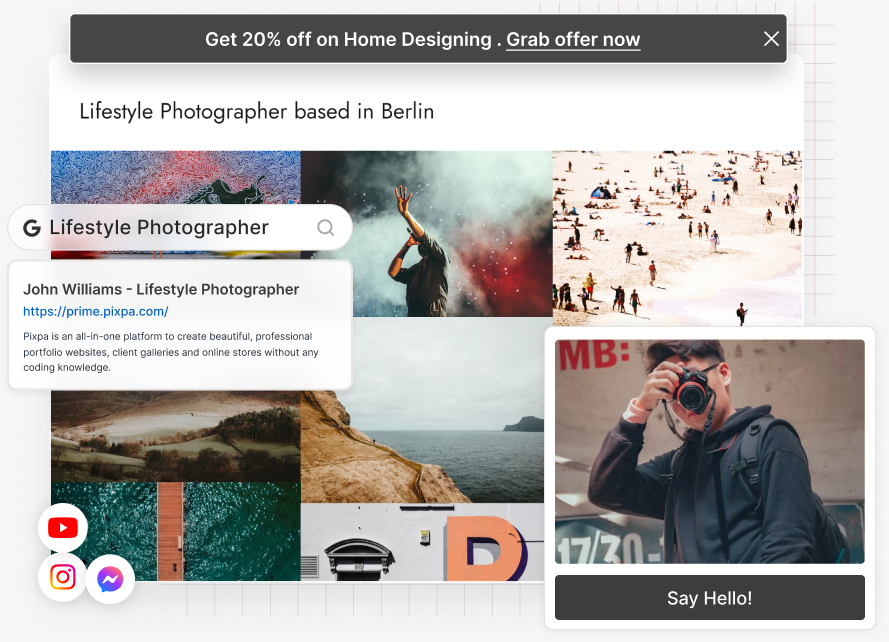 Get 20% off on Home Designing . Grab offer now
Lifestyle Photographer based in Berlin
G Lifestyle Photographer
John Williams - Lifestyle Photographer
https://prime.pixpa.com/
Pixpa is an all-in-one platform to create beautiful, professional
portfolio websites, client galleries and online stores without any
coding knowledge.
MB:
17/30-
D
Say Hello!